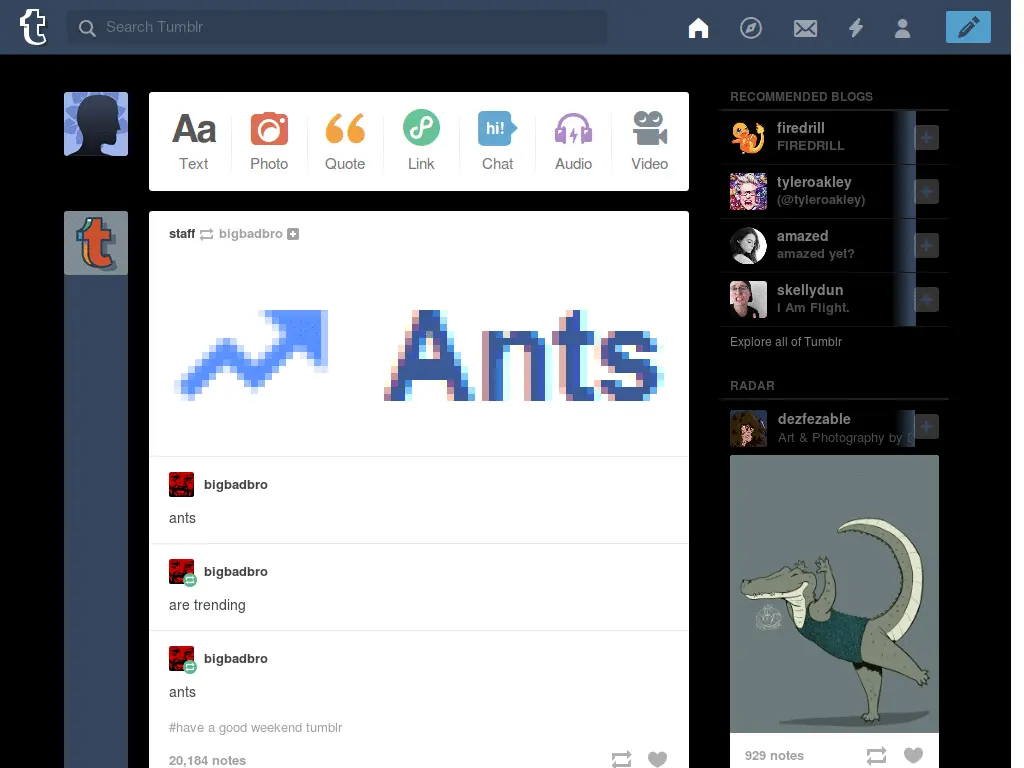 t
Search Tumblr
Aa
Text
Photo
Quote
Link
hi!
Chat
Audio
Video
t
staff bigbadbro
Ants
bigbadbro
ants
bigbadbro
are trending
bigbadbro
ants
#have a good weekend tumblr
20,184 notes
RECOMMENDED BLOGS
firedrill
FIREDRILL
tyleroakley
(@tyleroakley)
amazed
amazed yet?
skellydun
I Am Flight.
Explore all of Tumblr
RADAR
dezfezable
Art & Photography by
929 notes